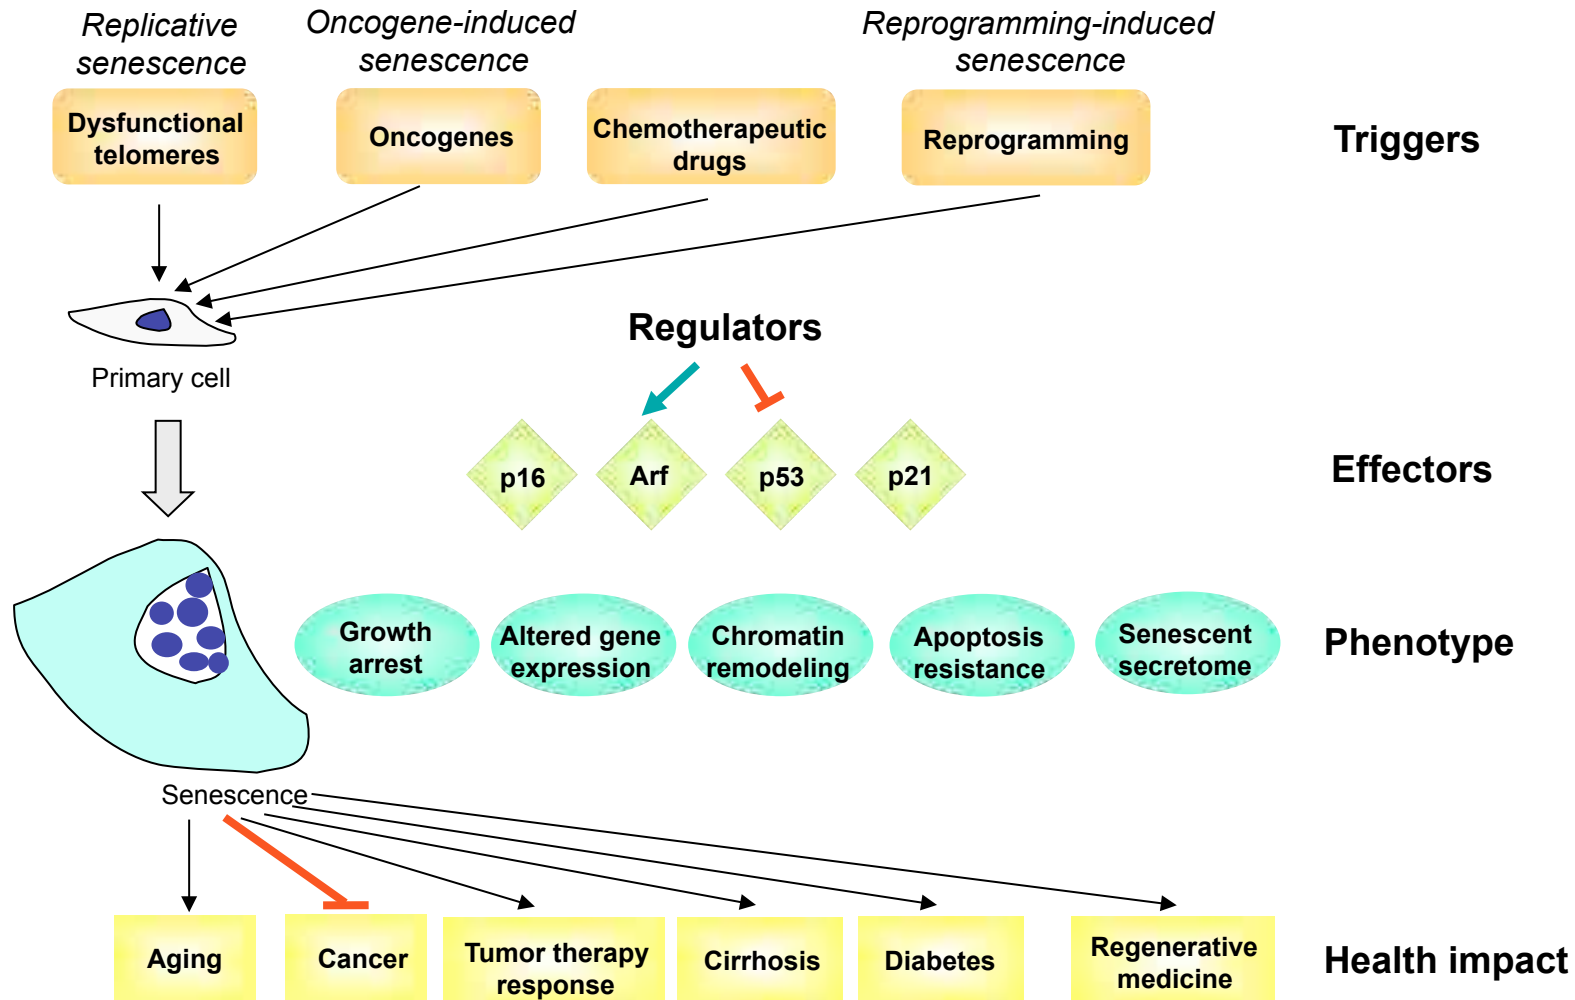 Replicative
senescence
Oncogene-induced
senescence
Reprogramming-induced
senescence
Dysfunctional
telomeres
Oncogenes
Chemotherapeutic
drugs
Reprogramming
Triggers
Primary cell
Regulators
p16
Arf
p53
p21
Effectors
Growth
arrest
Altered gene
expression
Chromatin
remodeling
Apoptosis
resistance
Senescent
secretome
Phenotype
Senescence
Aging
Cancer
Tumor therapy
response
Cirrhosis
Diabetes
Regenerative
medicine
Health impact